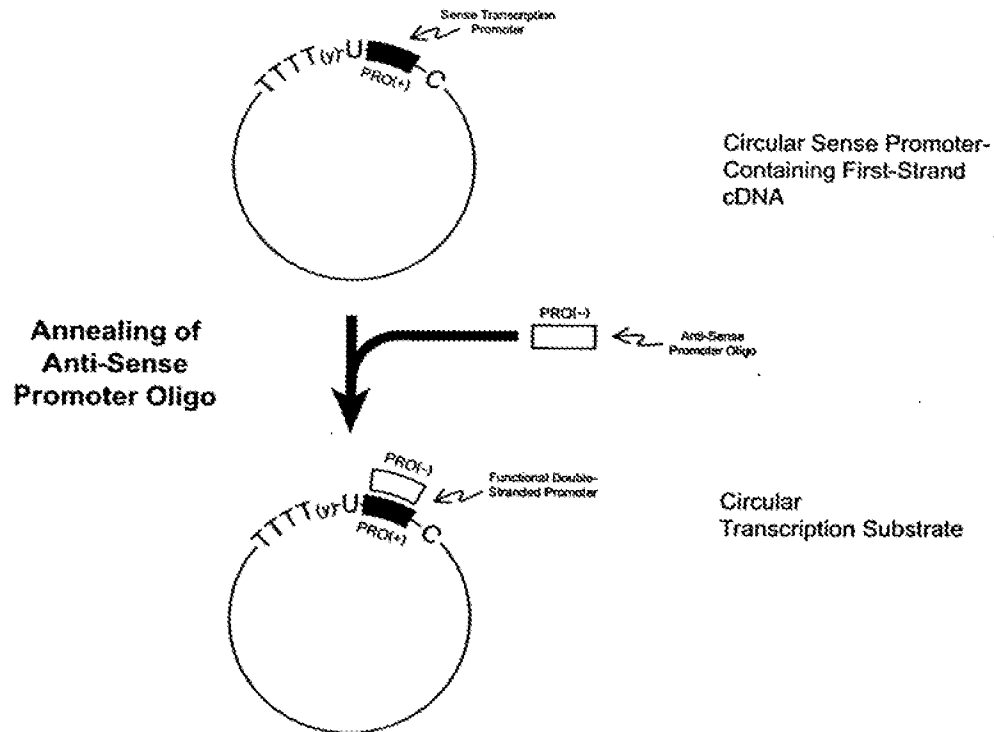 Sense Transcription
Promoter
TTTT(y)U
PRO(+)
C
Circular Sense Promoter-
Containing First-Strand
cDNA
Annealing of
Anti-Sense
Promoter Oligo
PRO(-)
Anti-Sense
Promoter Oligo
PRO(-)
Functional Double-
Stranded Promoter
TTTT(y)U
PRO(+)
C
Circular
Transcription Substrate